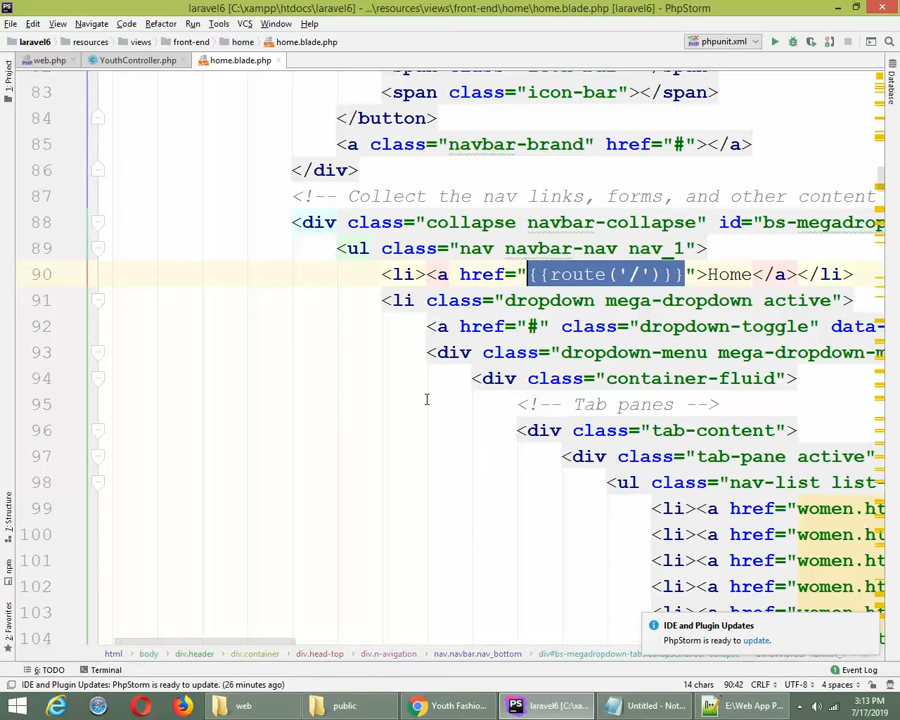 laravel6 [C:\xampp\htdocs\laravel6] - ...\resources\views\front-end\home\home.blade.php [laravel6] - PhpStorm
File Edit View Navigate Code Refactor Run Tools VCS Window Help
laravel6 resources views front-end home home.blade.php phpunit.xml
web.php YouthController.php home.blade.php
1: Project
Database
83 <span class="icon-bar"></span>
84 </button>
85 <a class="navbar-brand" href="#"></a>
86 </div>
87 <!-- Collect the nav links, forms, and other content
88 <div class="collapse navbar-collapse" id="bs-megadrop
89 <ul class="nav navbar-nav nav_1">
90 <li><a href="{{route('/')}}">Home</a></li>
91 <li class="dropdown mega-dropdown active">
92 <a href="#" class="dropdown-toggle" data-
93 <div class="dropdown-menu mega-dropdown-m
94 <div class="container-fluid">
95 <!-- Tab panes -->
96 <div class="tab-content">
97 <div class="tab-pane active"
98 <ul class="nav-list list-
99 <li><a href="women.ht
100 <li><a href="women.ht
101 <li><a href="women.ht
102 <li><a href="women.ht
103
104
7: Structure
npm
2: Favorites
IDE and Plugin Updates
PhpStorm is ready to update.
html body div.header div.container div.head-top div.n-avigation nav.navbar.nav_bottom
6: TODO Terminal Event Log
IDE and Plugin Updates: PhpStorm is ready to update. (26 minutes ago) 14 chars 90:42 CRLF UTF-8 4 spaces
web public Youth Fashio... laravel6 [C:\xa... Untitled - Not... E:\Web App P...
3:13 PM
7/17/2019